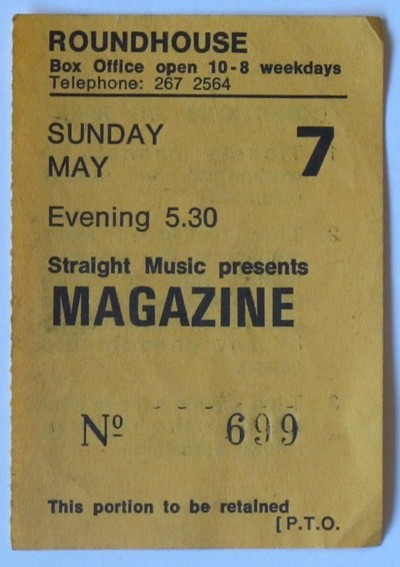 ROUNDHOUSE
Box Office open 10-8 weekdays
Telephone: 267 2564
SUNDAY 7
MAY
Evening 5.30
Straight Music presents
MAGAZINE
Nº 699
This portion to be retained
[P.T.O.